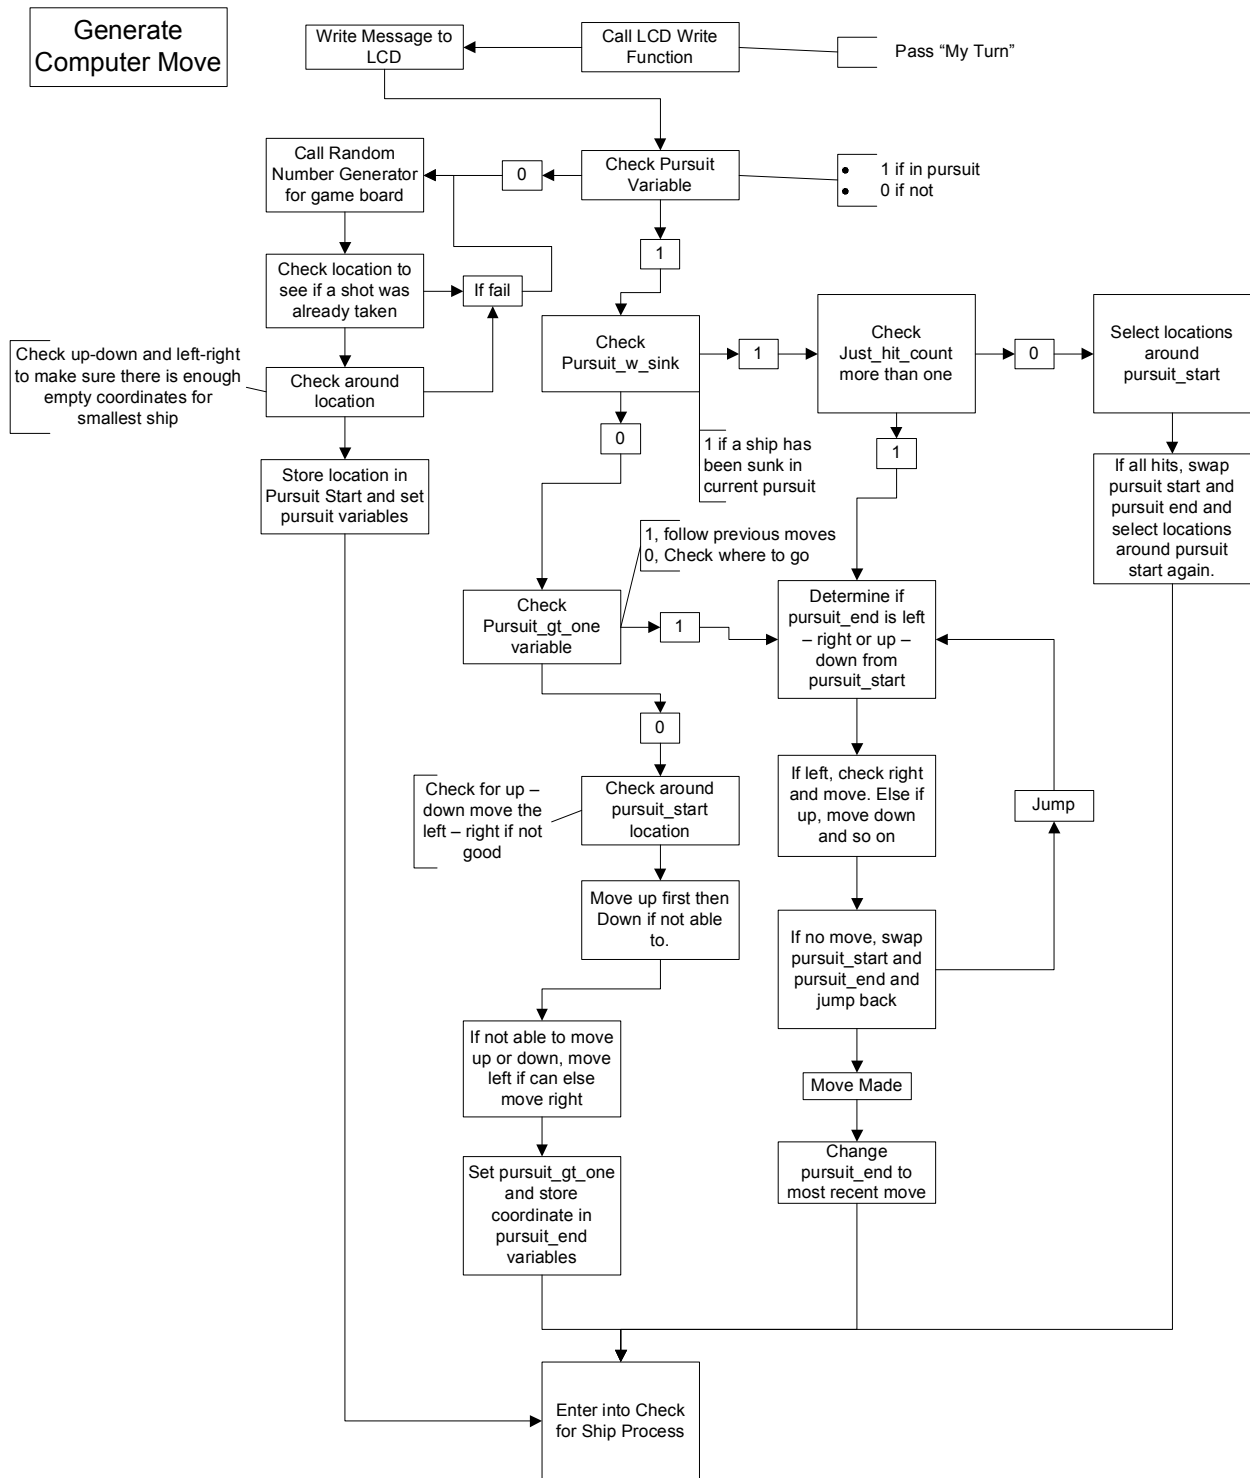 Generate
Computer Move
Write Message to
LCD
Call LCD Write
Function
Pass “My Turn”
Call Random
Number Generator
for game board
0
Check Pursuit
Variable
• 1 if in pursuit
• 0 if not
1
Check location to
see if a shot was
already taken
If fail
Check up-down and left-right
to make sure there is enough
empty coordinates for
smallest ship
Check around
location
Store location in
Pursuit Start and set
pursuit variables
Check
Pursuit_w_sink
1
Check
Just_hit_count
more than one
0
Select locations
around
pursuit_start
0
1 if a ship has
been sunk in
current pursuit
1
If all hits, swap
pursuit start and
pursuit end and
select locations
around pursuit
start again.
1, follow previous moves
0, Check where to go
Check
Pursuit_gt_one
variable
1
Determine if
pursuit_end is left
– right or up –
down from
pursuit_start
0
Check for up –
down move the
left – right if not
good
Check around
pursuit_start
location
If left, check right
and move. Else if
up, move down
and so on
Jump
Move up first then
Down if not able
to.
If no move, swap
pursuit_start and
pursuit_end and
jump back
If not able to move
up or down, move
left if can else
move right
Move Made
Set pursuit_gt_one
and store
coordinate in
pursuit_end
variables
Change
pursuit_end to
most recent move
Enter into Check
for Ship Process